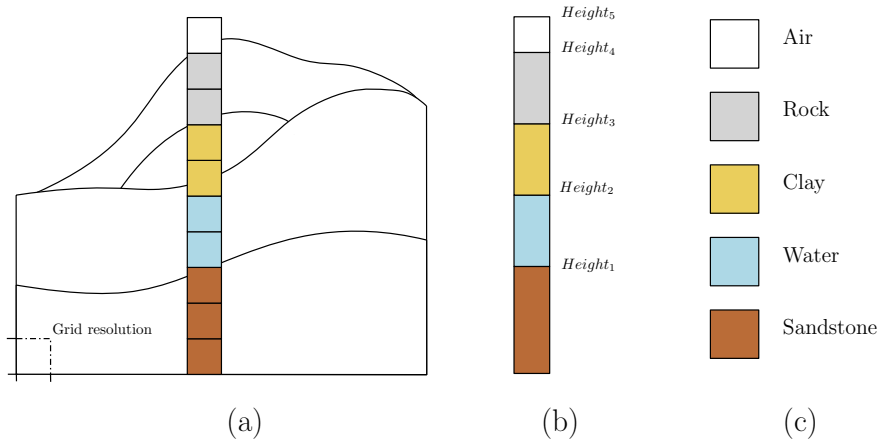 Height₅
Height₄
Height₃
Height₂
Height₁
Air
Rock
Clay
Water
Sandstone
Grid resolution
(a)
(b)
(c)